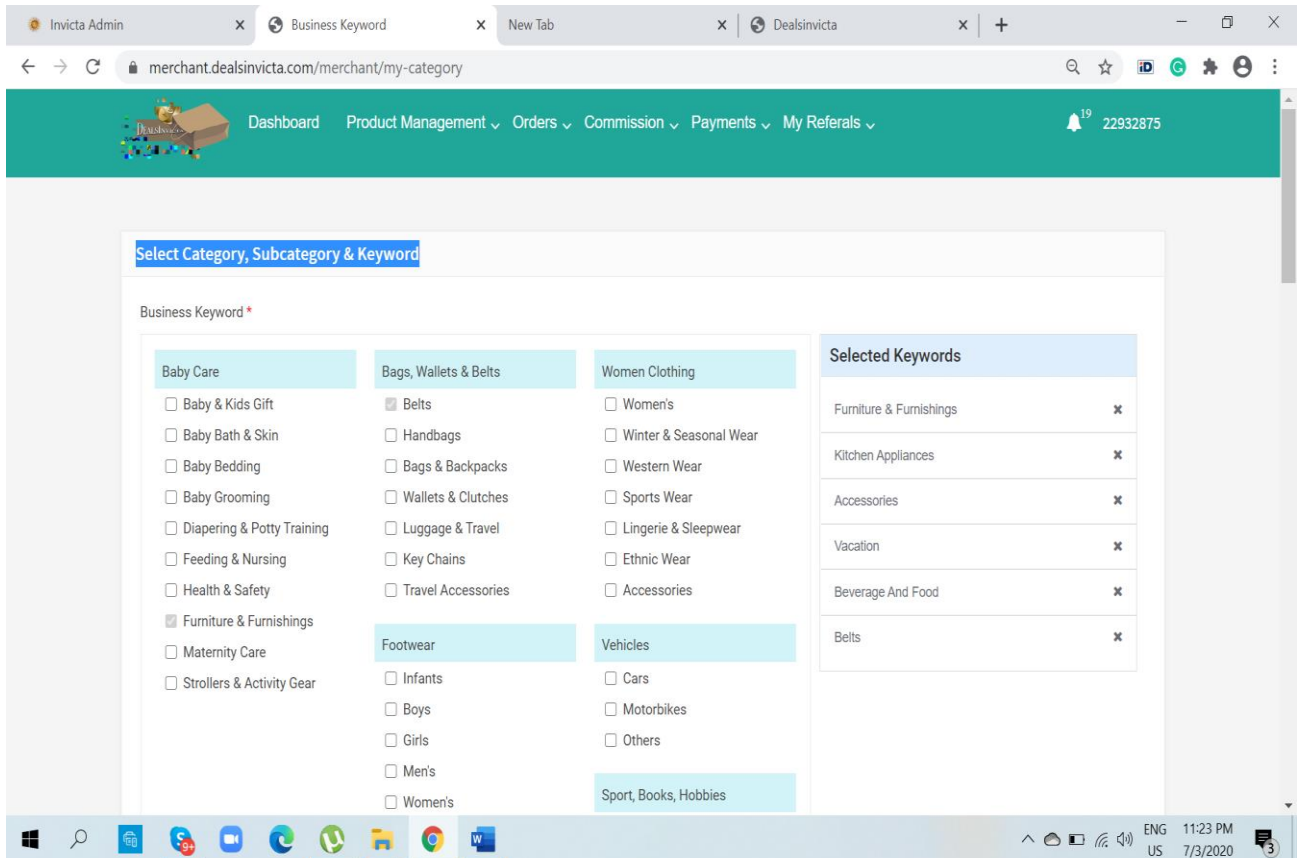 Invicta Admin
Business Keyword
New Tab
Dealsinvicta
merchant.dealsinvicta.com/merchant/my-category
Dashboard Product Management Orders Commission Payments My Referals 19 22932875
Select Category, Subcategory & Keyword
Business Keyword *
Baby Care
Baby & Kids Gift
Baby Bath & Skin
Baby Bedding
Baby Grooming
Diapering & Potty Training
Feeding & Nursing
Health & Safety
Furniture & Furnishings
Maternity Care
Strollers & Activity Gear
Bags, Wallets & Belts
Belts
Handbags
Bags & Backpacks
Wallets & Clutches
Luggage & Travel
Key Chains
Travel Accessories
Footwear
Infants
Boys
Girls
Men's
Women's
Women Clothing
Women's
Winter & Seasonal Wear
Western Wear
Sports Wear
Lingerie & Sleepwear
Ethnic Wear
Accessories
Vehicles
Cars
Motorbikes
Others
Sport, Books, Hobbies
Selected Keywords
Furniture & Furnishings
Kitchen Appliances
Accessories
Vacation
Beverage And Food
Belts
ENG
US
11:23 PM
7/3/2020
3